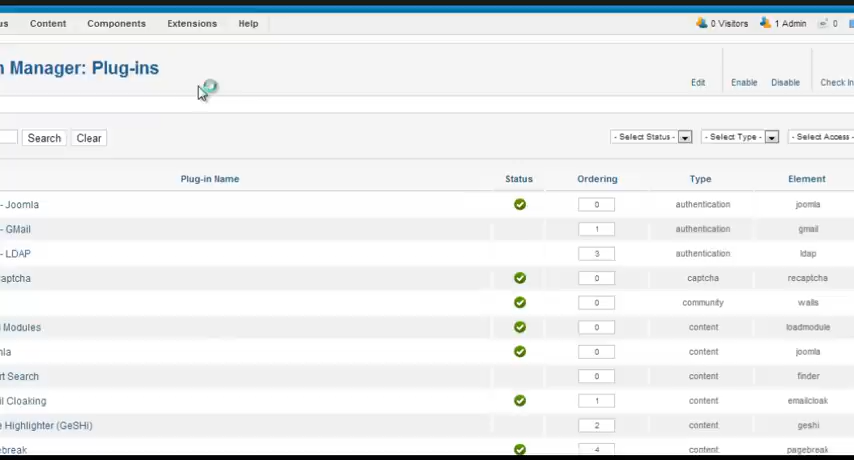 us Content Components Extensions Help 0 Visitors 1 Admin 0
n Manager: Plug-ins
Edit Enable Disable Check In
Search Clear - Select Status - - Select Type - - Select Access -
Plug-in Name Status Ordering Type Element
- Joomla 0 authentication joomla
- GMail 1 authentication gmail
- LDAP 3 authentication ldap
aptcha 0 captcha recaptcha
0 community walls
l Modules 0 content loadmodule
mla 0 content joomla
rt Search 0 content finder
il Cloaking 1 content emailcloak
e Highlighter (GeSHi) 2 content geshi
ebreak 4 content pagebreak